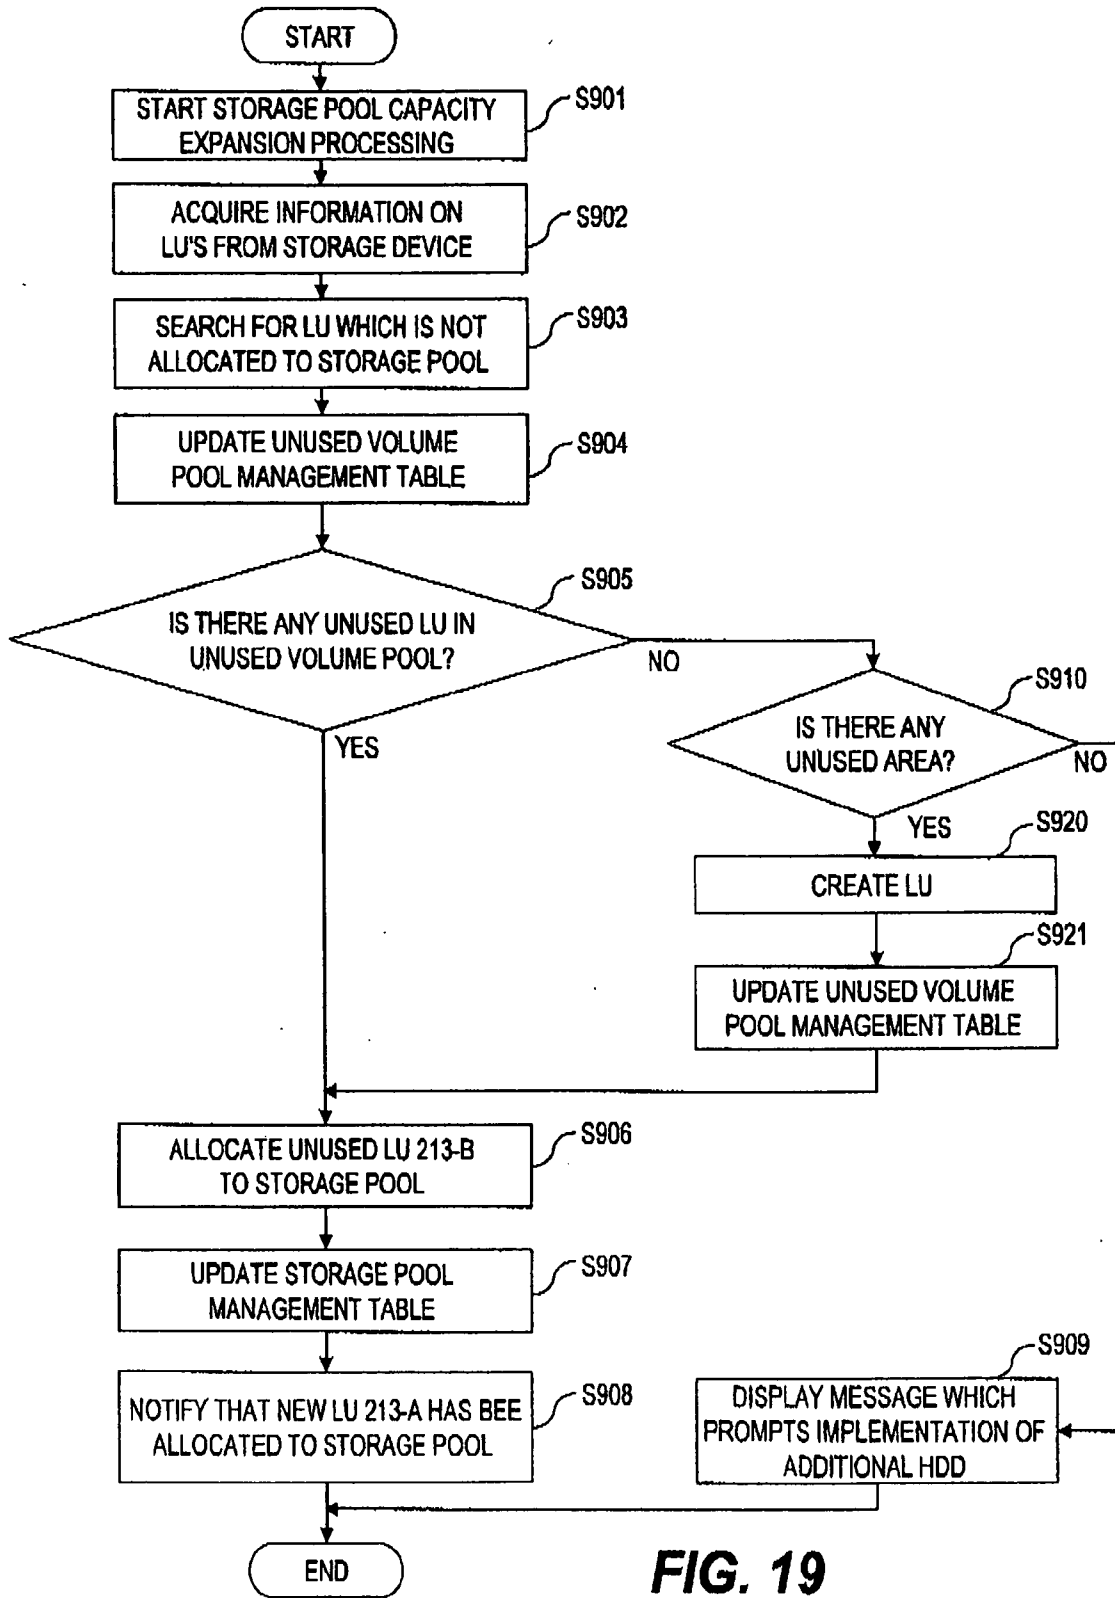 START
START STORAGE POOL CAPACITY
EXPANSION PROCESSING
S901
ACQUIRE INFORMATION ON
LU'S FROM STORAGE DEVICE
S902
SEARCH FOR LU WHICH IS NOT
ALLOCATED TO STORAGE POOL
S903
UPDATE UNUSED VOLUME
POOL MANAGEMENT TABLE
S904
IS THERE ANY UNUSED LU IN
UNUSED VOLUME POOL?
S905
NO
YES
IS THERE ANY
UNUSED AREA?
S910
NO
YES
CREATE LU
S920
UPDATE UNUSED VOLUME
POOL MANAGEMENT TABLE
S921
ALLOCATE UNUSED LU 213-B
TO STORAGE POOL
S906
UPDATE STORAGE POOL
MANAGEMENT TABLE
S907
NOTIFY THAT NEW LU 213-A HAS BEE
ALLOCATED TO STORAGE POOL
S908
DISPLAY MESSAGE WHICH
PROMPTS IMPLEMENTATION OF
ADDITIONAL HDD
S909
END
FIG. 19